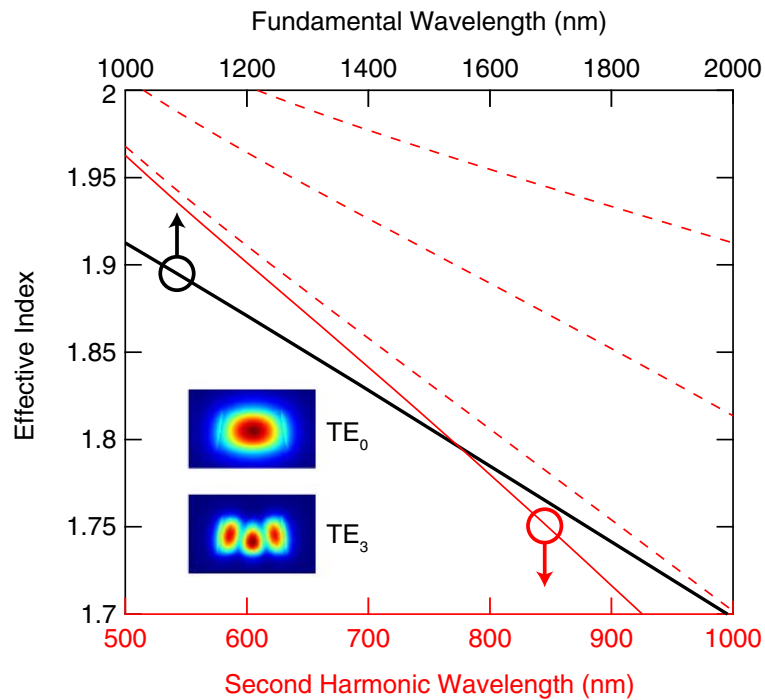 Fundamental Wavelength (nm)
1000 1200 1400 1600 1800 2000
2
1.95
1.9
1.85
1.8
1.75
1.7
Effective Index
TE0
TE3
500 600 700 800 900 1000
Second Harmonic Wavelength (nm)